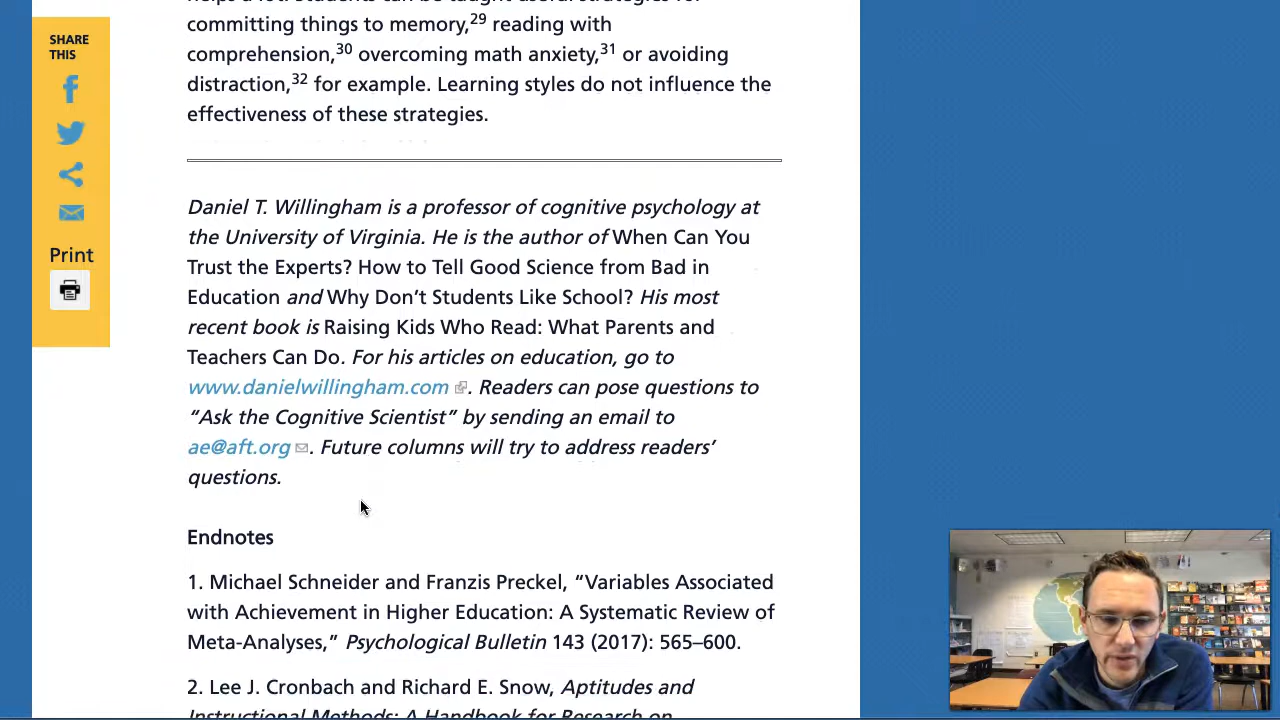 SHARE
THIS
Print
committing things to memory,29 reading with
comprehension,30 overcoming math anxiety,31 or avoiding
distraction,32 for example. Learning styles do not influence the
effectiveness of these strategies.
Daniel T. Willingham is a professor of cognitive psychology at
the University of Virginia. He is the author of When Can You
Trust the Experts? How to Tell Good Science from Bad in
Education and Why Don’t Students Like School? His most
recent book is Raising Kids Who Read: What Parents and
Teachers Can Do. For his articles on education, go to
www.danielwillingham.com. Readers can pose questions to
“Ask the Cognitive Scientist” by sending an email to
ae@aft.org. Future columns will try to address readers’
questions.
Endnotes
1. Michael Schneider and Franzis Preckel, “Variables Associated
with Achievement in Higher Education: A Systematic Review of
Meta-Analyses,” Psychological Bulletin 143 (2017): 565–600.
2. Lee J. Cronbach and Richard E. Snow, Aptitudes and
Instructional Methods: A Handbook for Research on